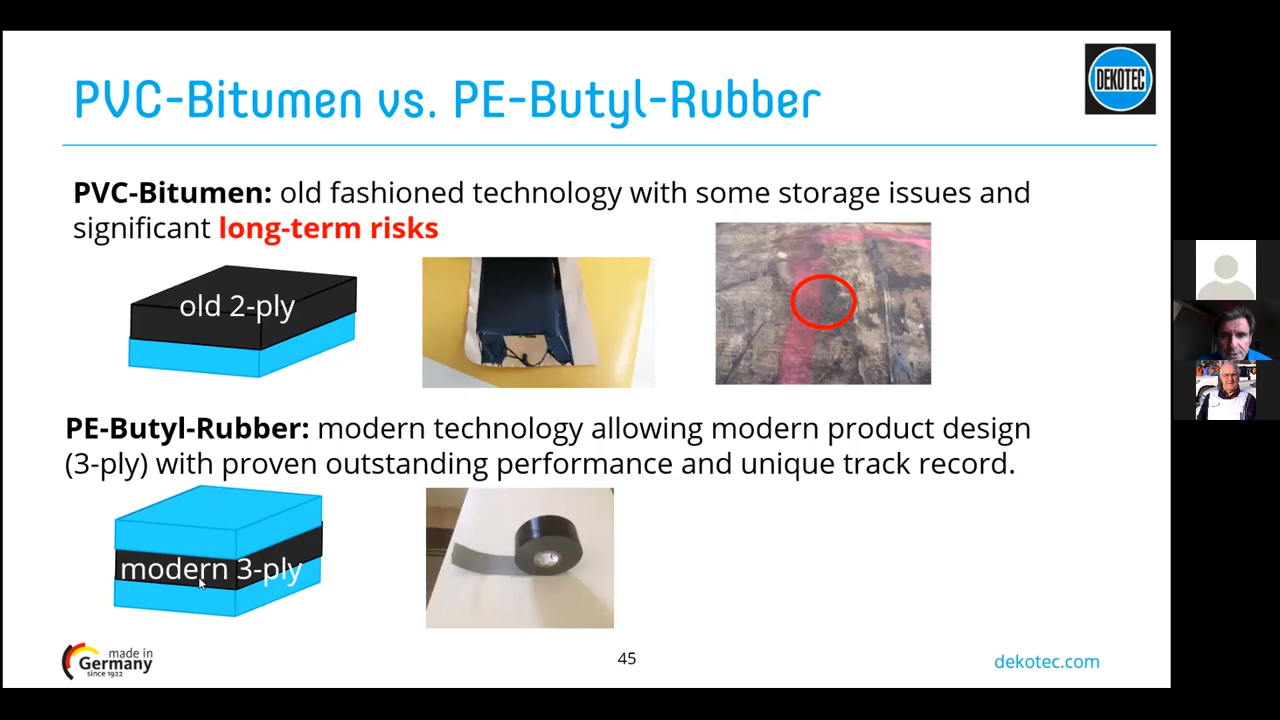 PVC-Bitumen vs. PE-Butyl-Rubber
DEKOTEC
PVC-Bitumen: old fashioned technology with some storage issues and
significant long-term risks
old 2-ply
PE-Butyl-Rubber: modern technology allowing modern product design
(3-ply) with proven outstanding performance and unique track record.
modern 3-ply
made in
Germany
since 1922
45
dekotec.com